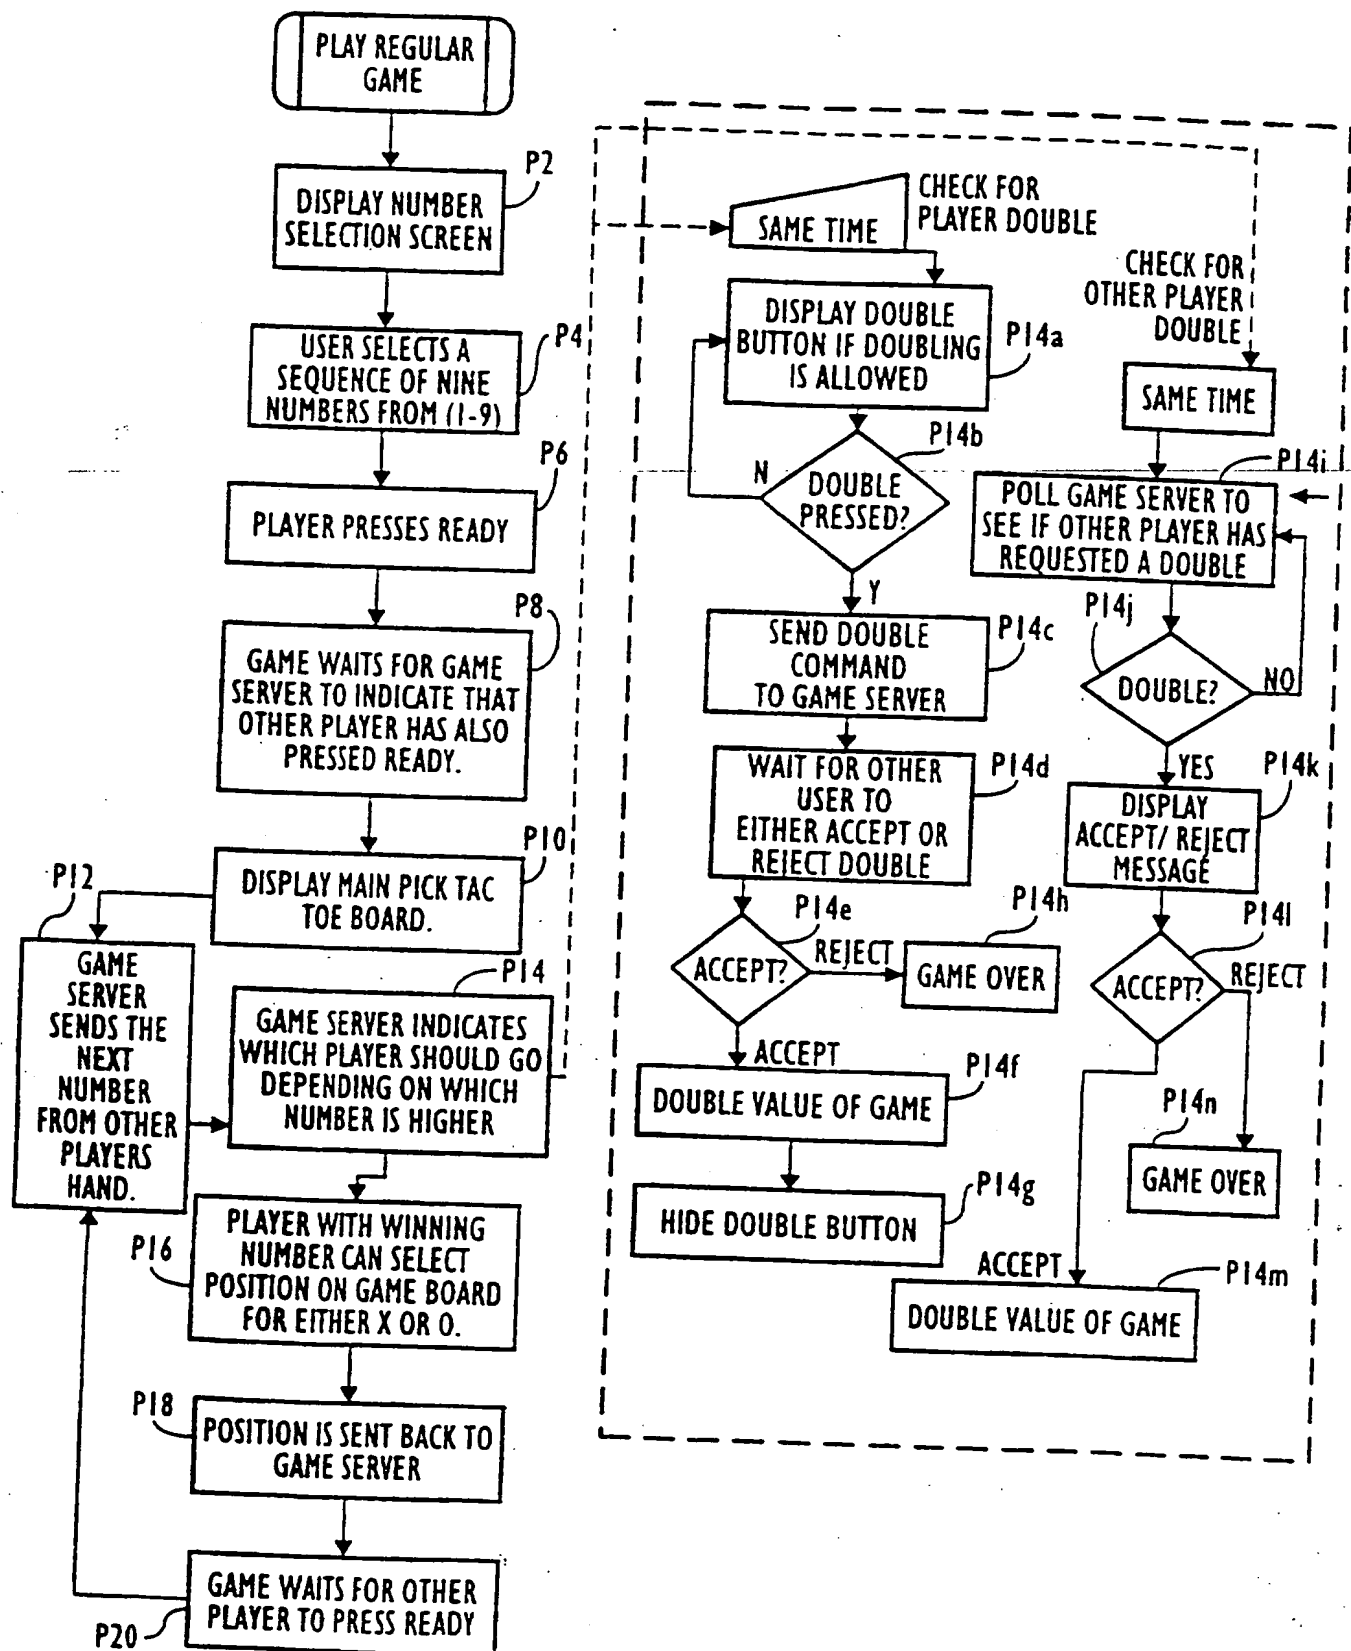 PLAY REGULAR
GAME
P2
DISPLAY NUMBER
SELECTION SCREEN
P4
USER SELECTS A
SEQUENCE OF NINE
NUMBERS FROM (1-9)
P6
PLAYER PRESSES READY
P8
GAME WAITS FOR GAME
SERVER TO INDICATE THAT
OTHER PLAYER HAS ALSO
PRESSED READY.
P10
DISPLAY MAIN PICK TAC
TOE BOARD.
P12
GAME
SERVER
SENDS THE
NEXT
NUMBER
FROM OTHER
PLAYERS
HAND.
P14
GAME SERVER INDICATES
WHICH PLAYER SHOULD GO
DEPENDING ON WHICH
NUMBER IS HIGHER
P16
PLAYER WITH WINNING
NUMBER CAN SELECT
POSITION ON GAME BOARD
FOR EITHER X OR O.
P18
POSITION IS SENT BACK TO
GAME SERVER
GAME WAITS FOR OTHER
PLAYER TO PRESS READY
P20
SAME TIME
CHECK FOR
PLAYER DOUBLE
DISPLAY DOUBLE
BUTTON IF DOUBLING
IS ALLOWED
P14a
P14b
N
DOUBLE
PRESSED?
Y
SEND DOUBLE
COMMAND
TO GAME SERVER
P14c
WAIT FOR OTHER
USER TO
EITHER ACCEPT OR
REJECT DOUBLE
P14d
P14e
ACCEPT?
REJECT
P14h
GAME OVER
ACCEPT
P14f
DOUBLE VALUE OF GAME
P14g
HIDE DOUBLE BUTTON
CHECK FOR
OTHER PLAYER
DOUBLE
SAME TIME
P14i
POLL GAME SERVER TO
SEE IF OTHER PLAYER HAS
REQUESTED A DOUBLE
P14j
DOUBLE?
NO
YES
P14k
DISPLAY
ACCEPT/ REJECT
MESSAGE
P14l
ACCEPT?
REJECT
P14n
GAME OVER
ACCEPT
P14m
DOUBLE VALUE OF GAME